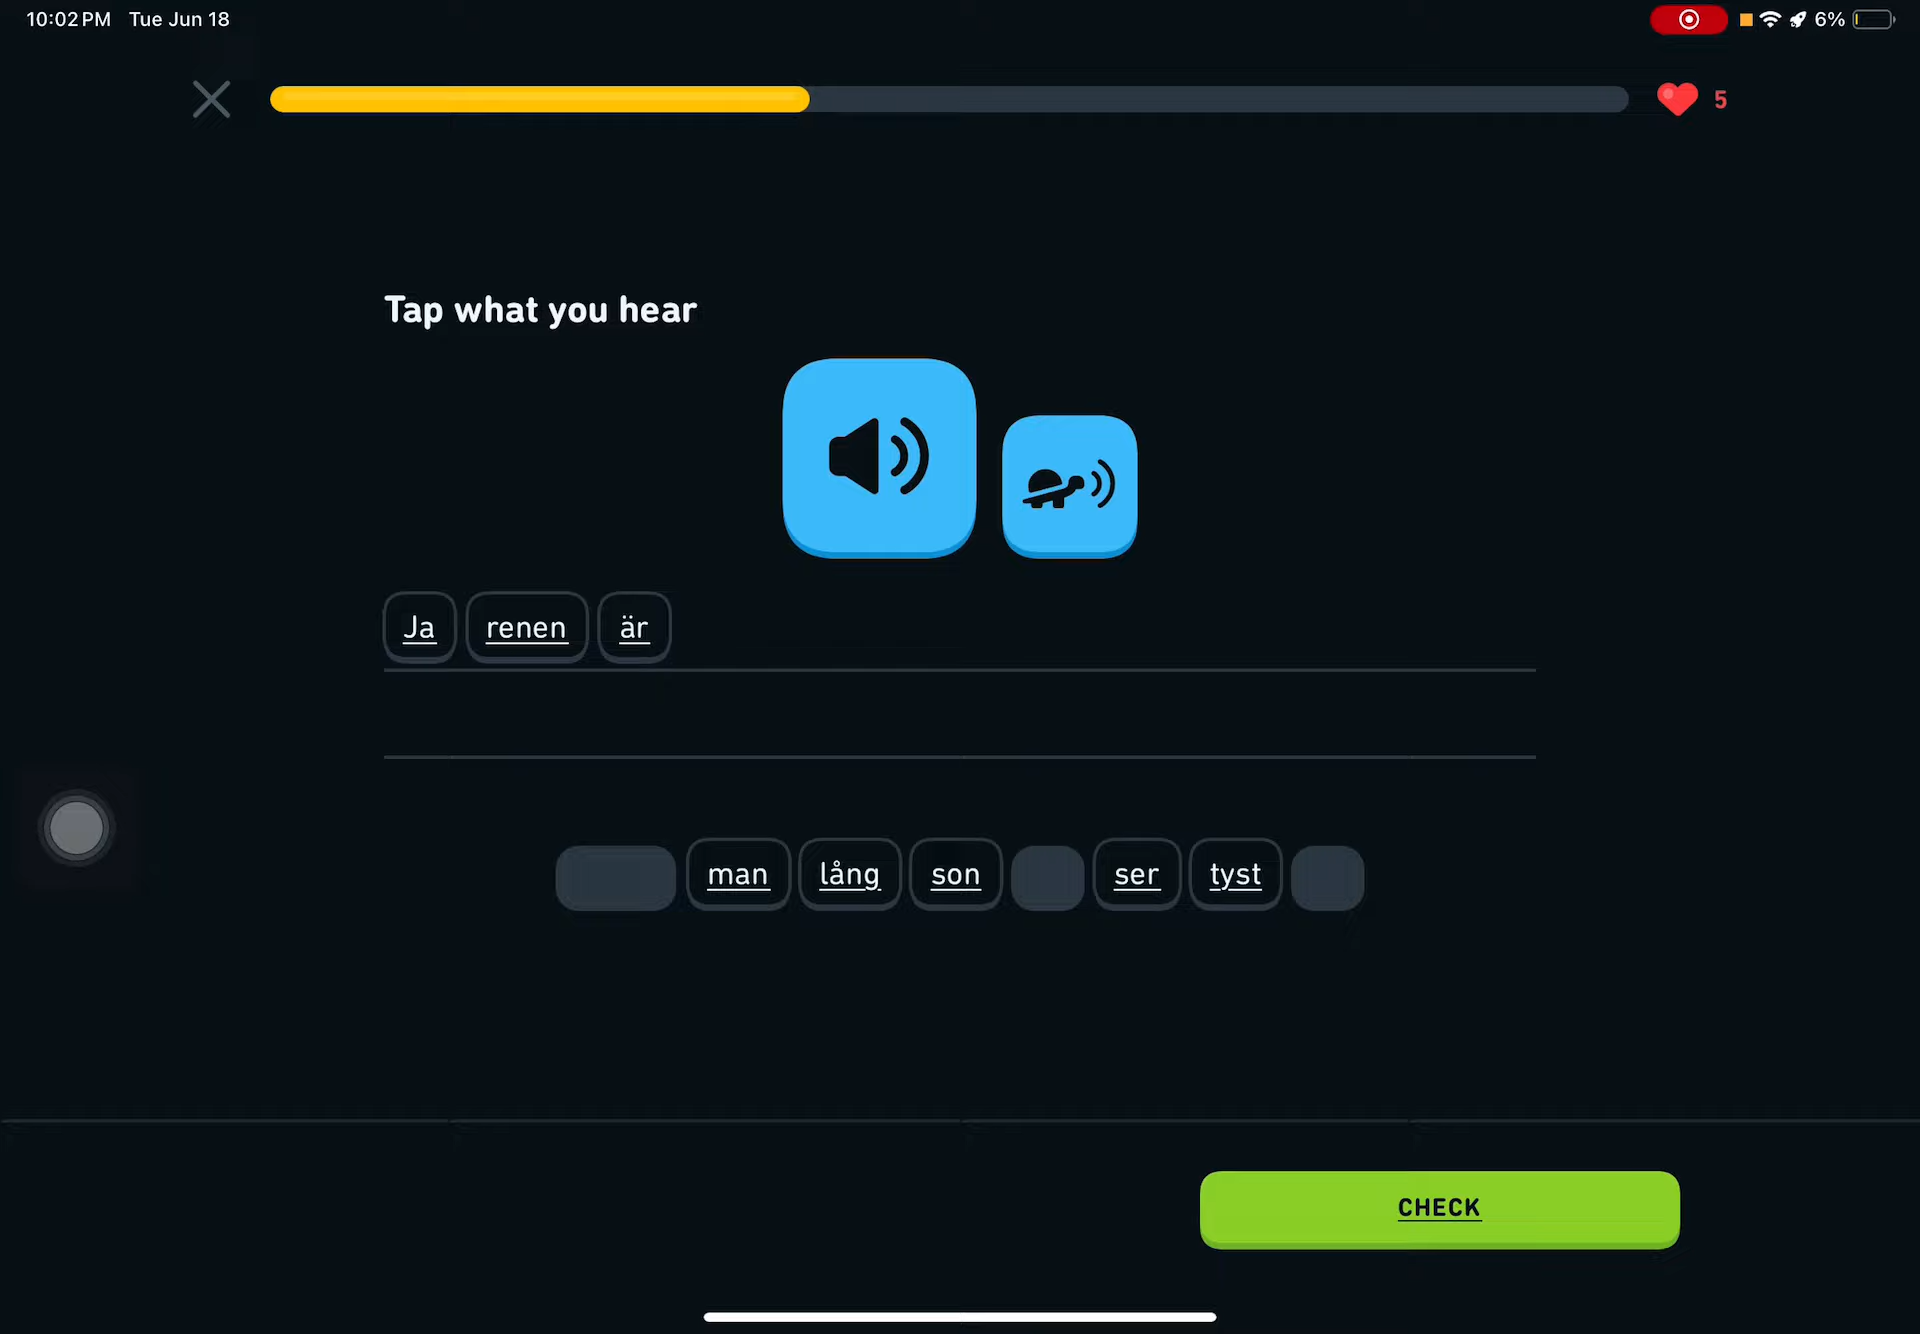 10:02 PM Tue Jun 18
6%
5
Tap what you hear
Ja renen är
man lång son ser tyst
CHECK